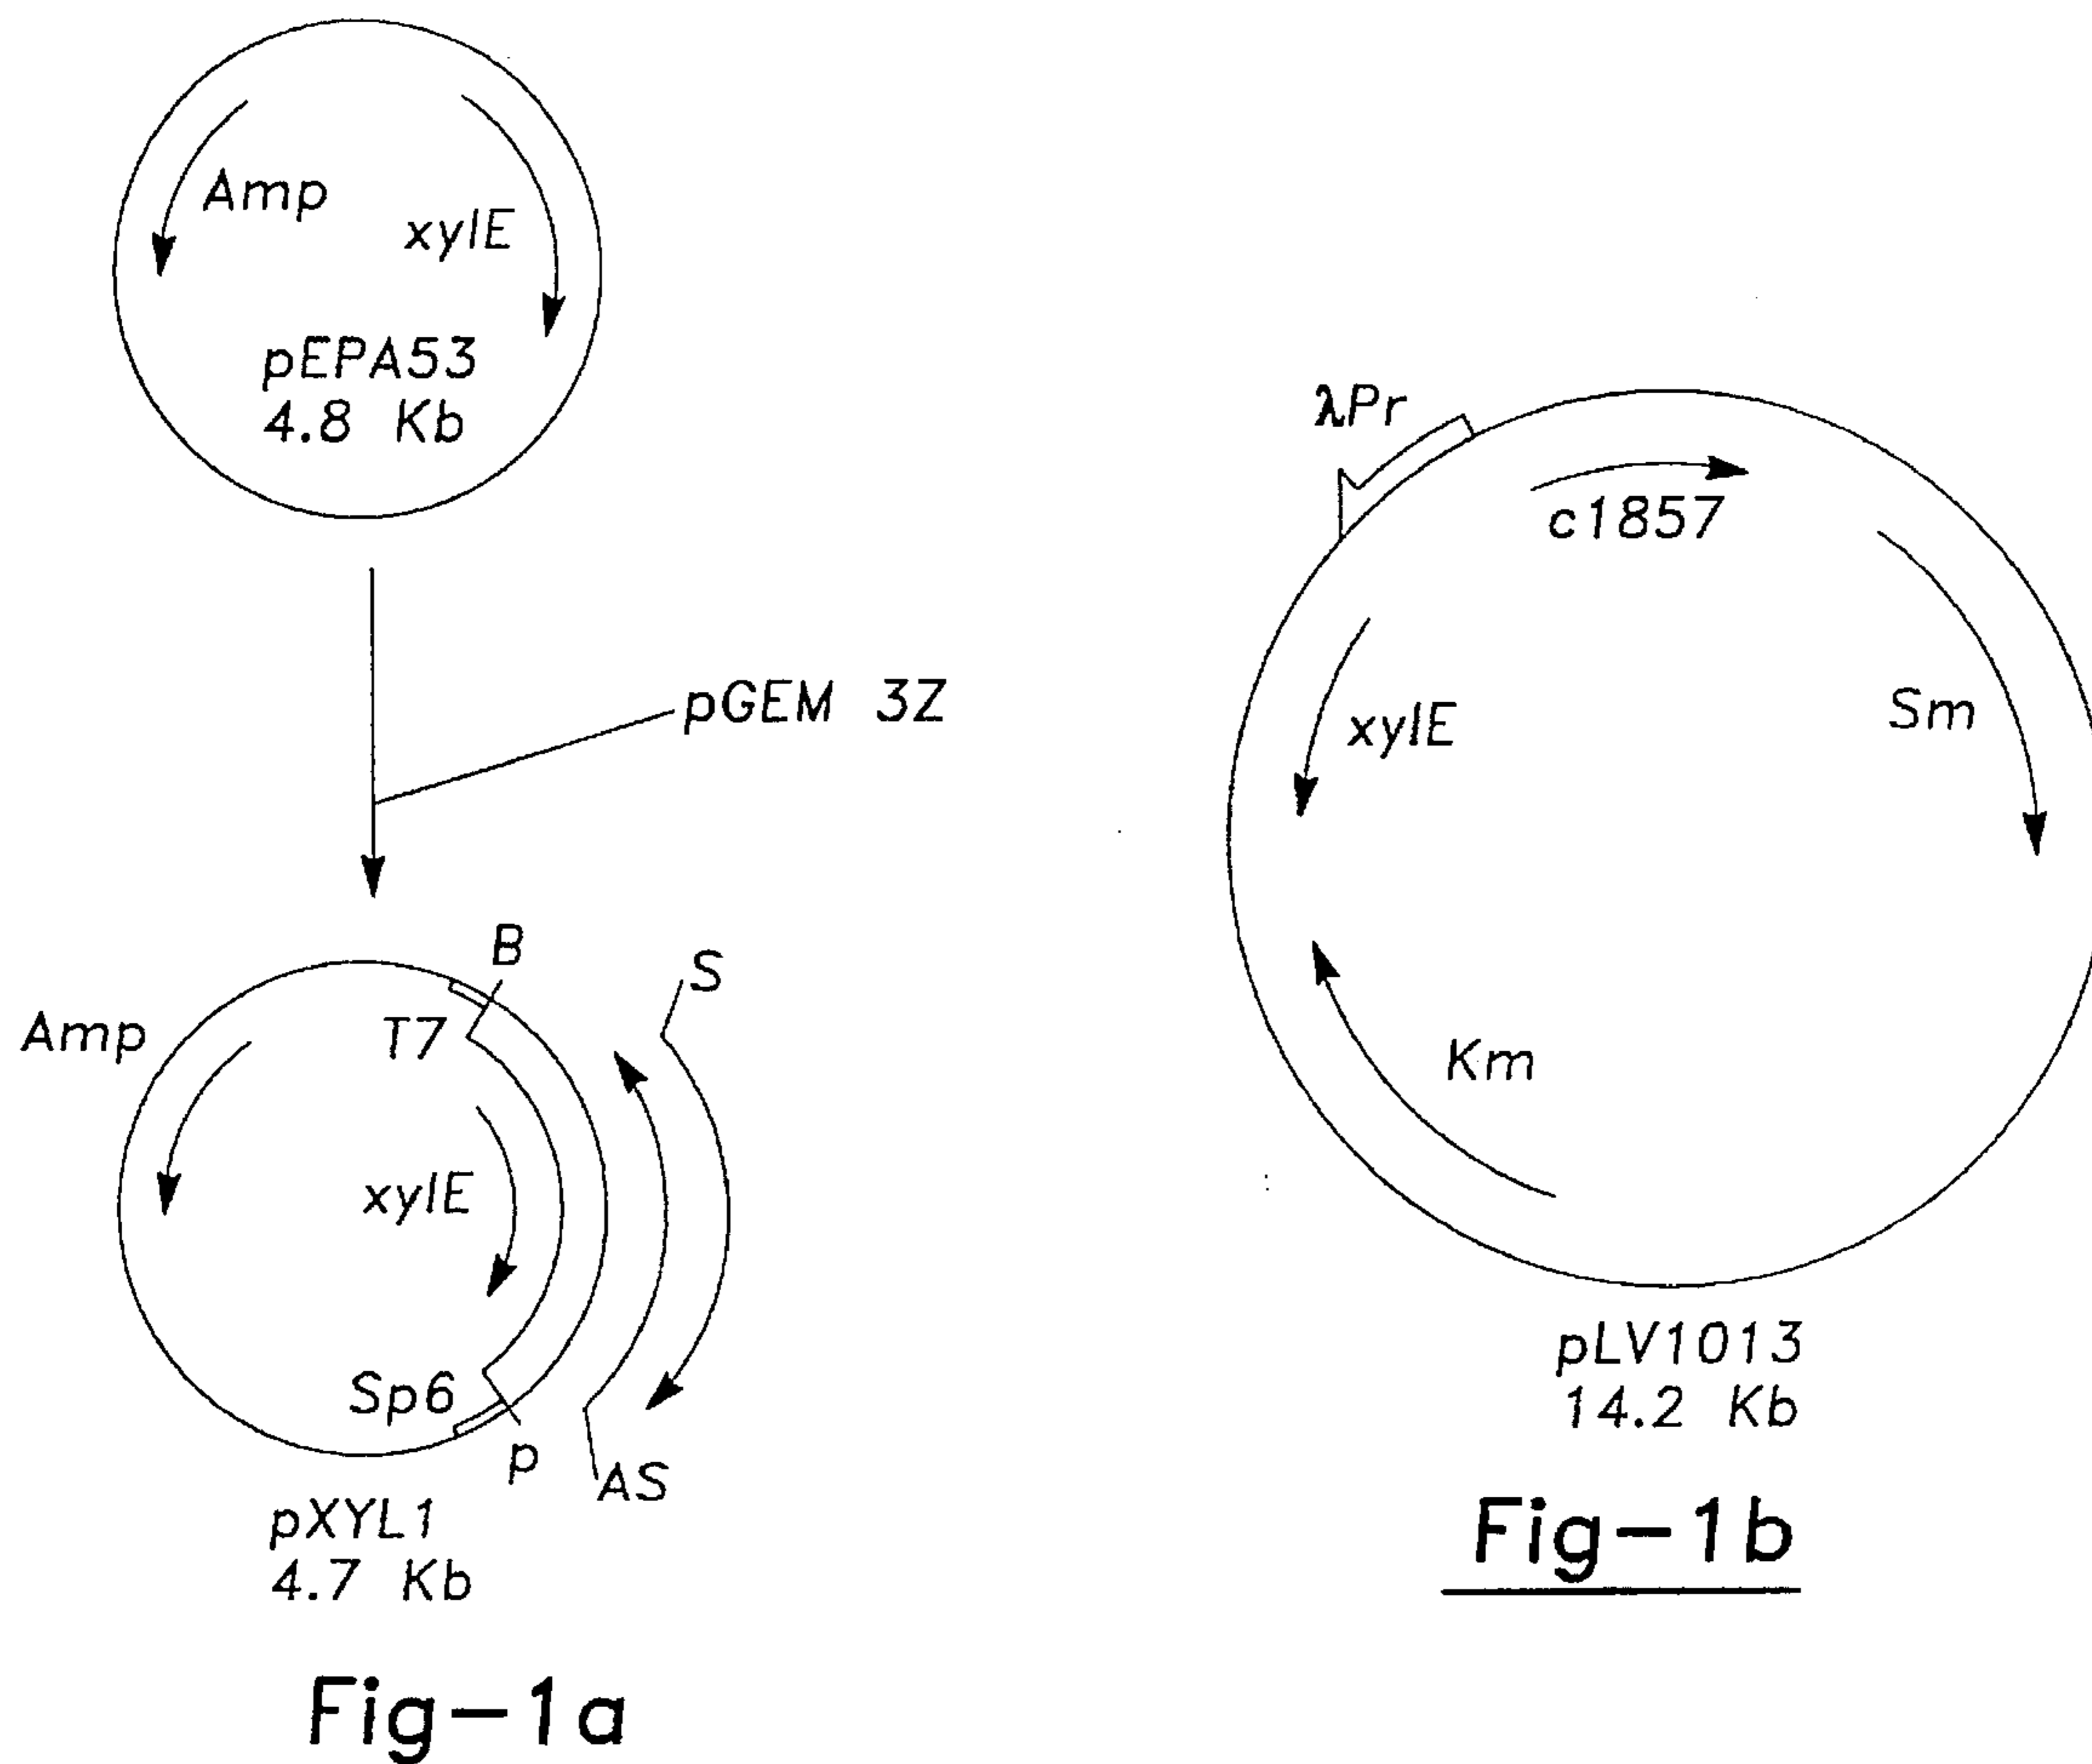 Amp
xylE
pEPA53
4.8 Kb
pGEM 3Z
B
S
Amp
T7
xylE
Sp6
p
AS
pXYL1
4.7 Kb
Fig-1a
λPr
c1857
xylE
Sm
Km
pLV1013
14.2 Kb
Fig-1b